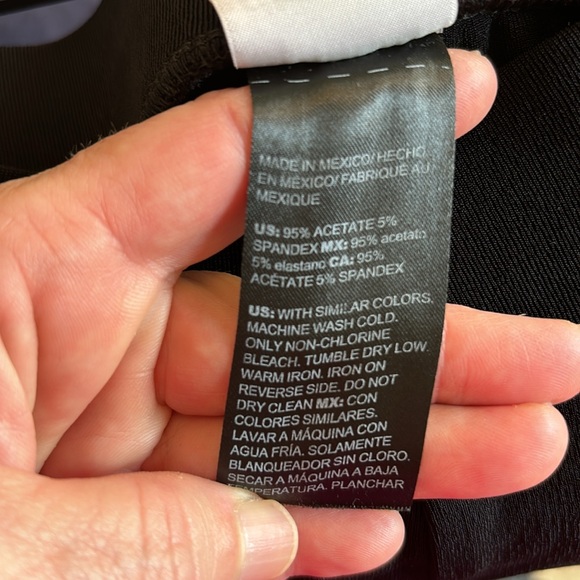 MADE IN MEXICO/HECHO
EN MÉXICO/FABRIQUÉ AU
MEXIQUE
US: 95% ACETATE 5%
SPANDEX MX: 95% acetato
5% elastano CA: 95%
ACÉTATE 5% SPANDEX
US: WITH SIMILAR COLORS.
MACHINE WASH COLD.
ONLY NON-CHLORINE
BLEACH. TUMBLE DRY LOW.
WARM IRON. IRON ON
REVERSE SIDE. DO NOT
DRY CLEAN MX: CON
COLORES SIMILARES.
LAVAR A MÁQUINA CON
AGUA FRÍA. SOLAMENTE
BLANQUEADOR SIN CLORO.
SECAR A MÁQUINA A BAJA
TEMPERATURA. PLANCHAR